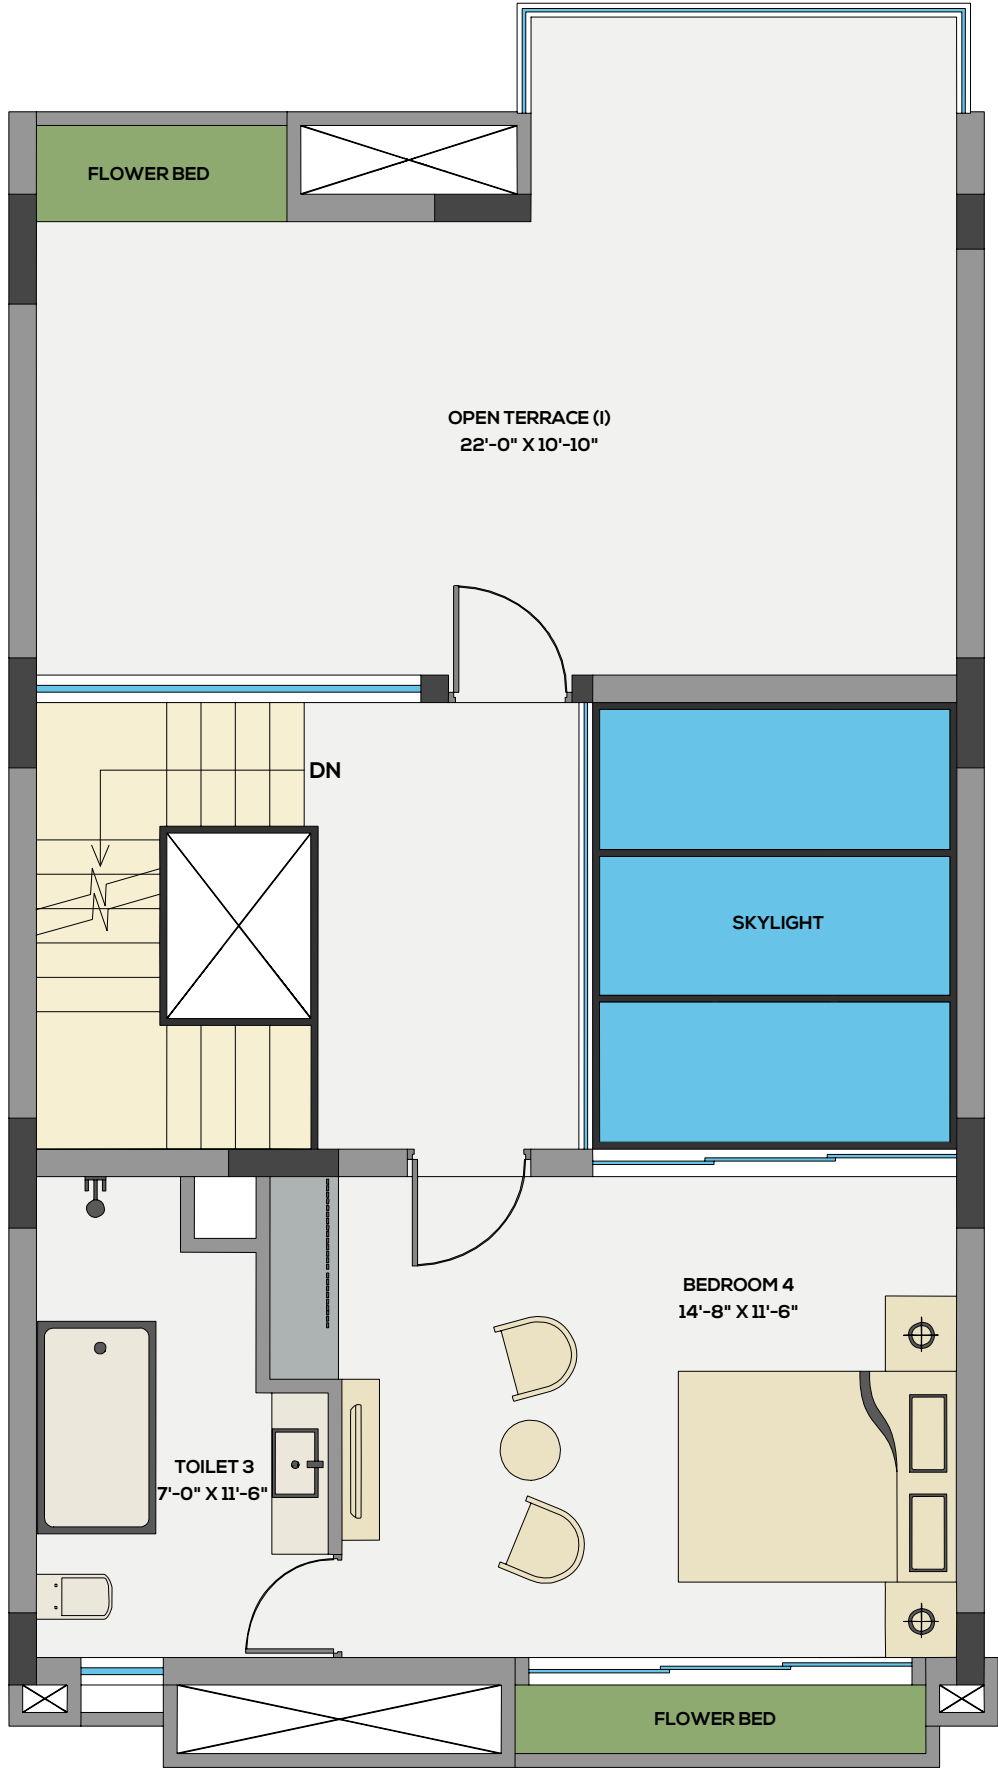 FLOWER BED
OPEN TERRACE (I)
22'-0" X 10'-10"
DN
SKYLIGHT
BEDROOM 4
14'-8" X 11'-6"
TOILET 3
7'-0" X 11'-6"
FLOWER BED